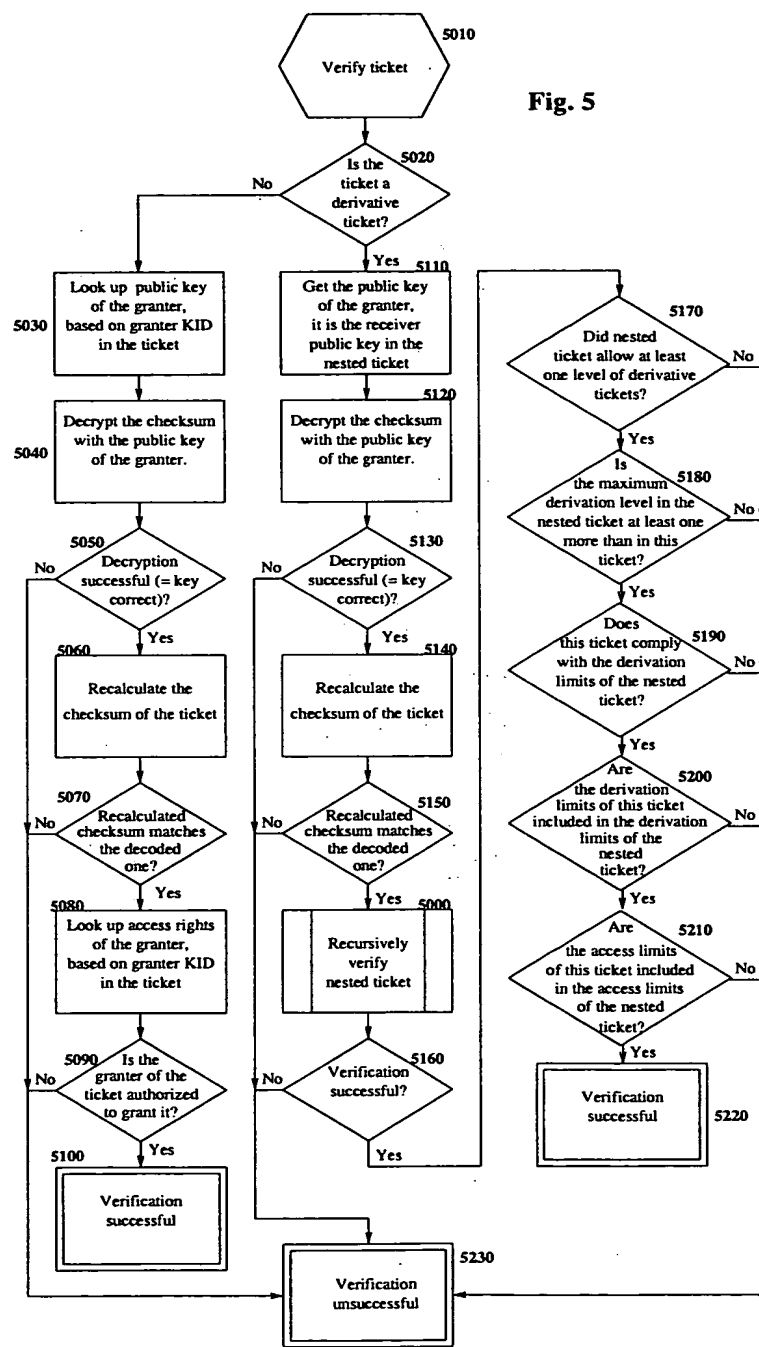 5010
Verify ticket
Fig. 5
5020
Is the
ticket a
derivative
ticket?
No
Yes
5030
Look up public key
of the granter,
based on granter KID
in the ticket
5040
Decrypt the checksum
with the public key
of the granter.
5050
No
Decryption
successful (= key
correct)?
Yes
5060
Recalculate the
checksum of the ticket
5070
No
Recalculated
checksum matches
the decoded
one?
Yes
5080
Look up access rights
of the granter,
based on granter KID
in the ticket
5090
No
Is the
granter of the
ticket authorized
to grant it?
Yes
5100
Verification
successful
5110
Get the public key
of the granter,
it is the receiver
public key in the
nested ticket
5120
Decrypt the checksum
with the public key
of the granter.
5130
No
Decryption
successful (= key
correct)?
Yes
5140
Recalculate the
checksum of the ticket
5150
No
Recalculated
checksum matches
the decoded
one?
Yes
5000
Recursively
verify
nested ticket
5160
No
Verification
successful?
Yes
5170
Did nested
ticket allow at least
one level of derivative
tickets?
No
Yes
5180
Is
the maximum
derivation level in the
nested ticket at least one
more than in this
ticket?
No
Yes
5190
Does
this ticket comply
with the derivation
limits of the nested
ticket?
No
Yes
5200
Are
the derivation
limits of this ticket
included in the derivation
limits of the
nested
ticket?
No
Yes
5210
Are
the access limits
of this ticket included
in the access limits
of the nested
ticket?
No
Yes
Verification
successful
5220
5230
Verification
unsuccessful